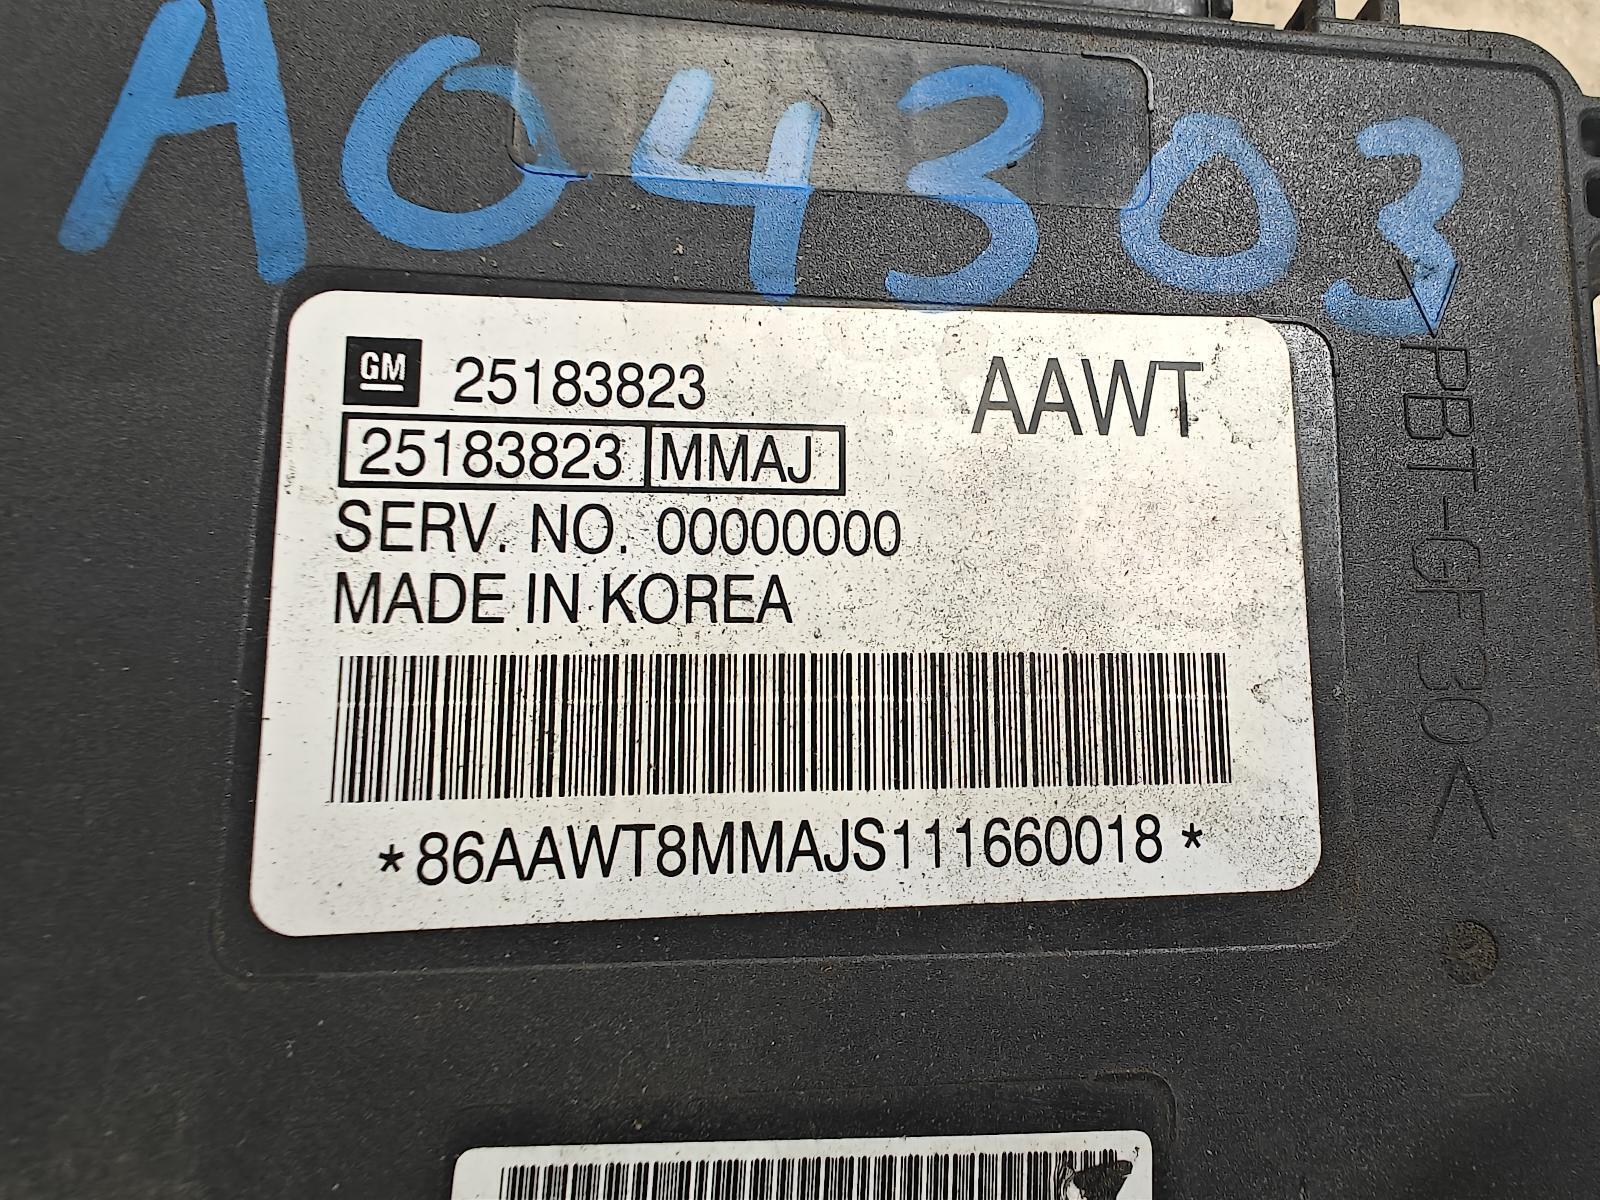 A04303
GM 25183823 AAWT
25183823 MMAJ
SERV. NO. 00000000
MADE IN KOREA
*86AAWT8MMAJS111660018*
>PBT-GF30<